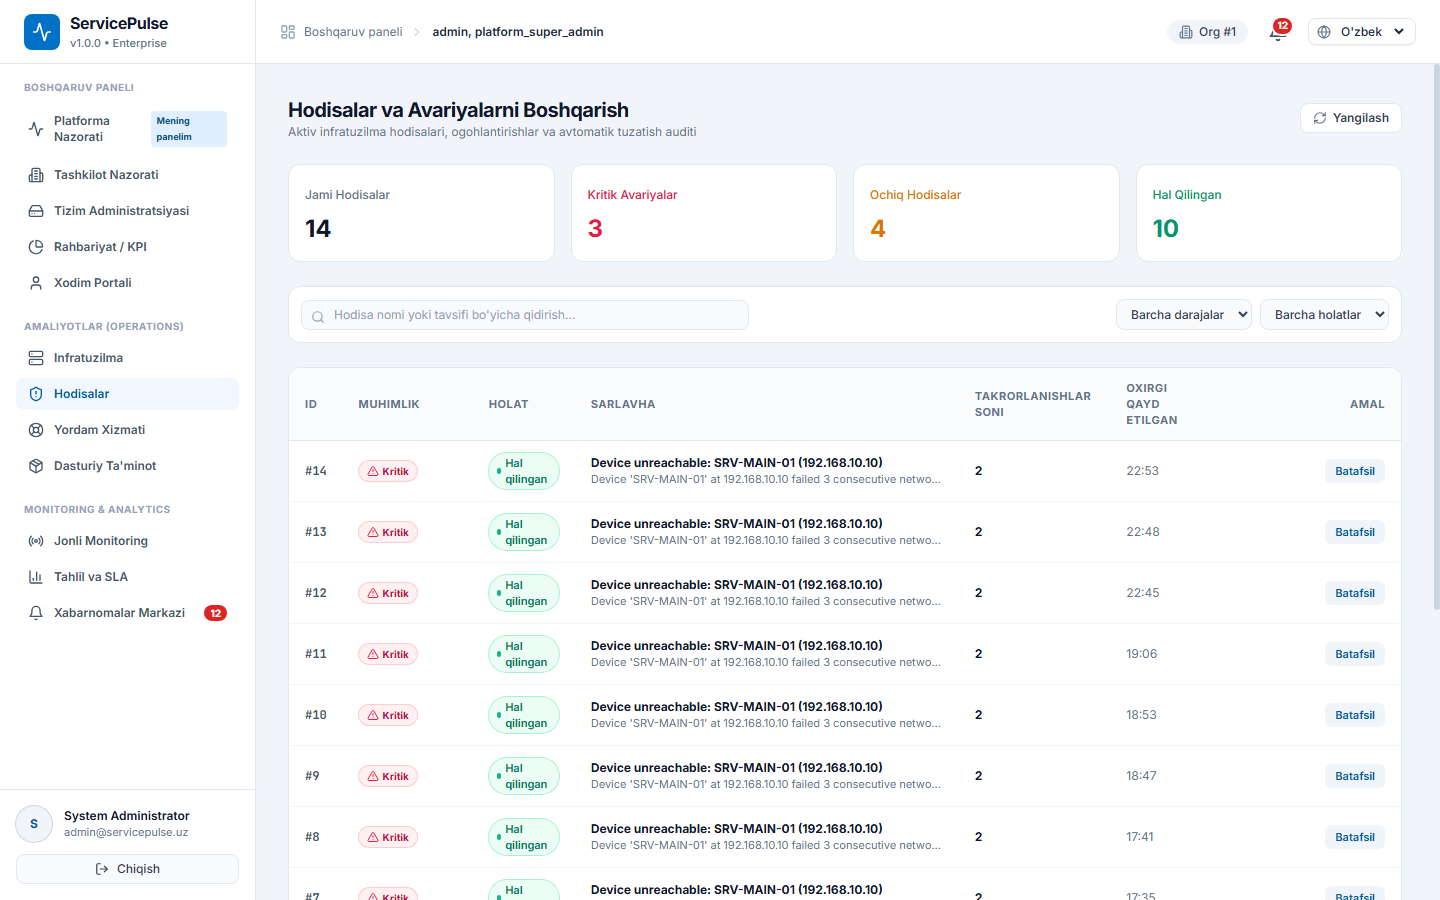 ServicePulse
v1.0.0 • Enterprise
BOSHQARUV PANELI
Platforma
Nazorati
Mening
panelim
Tashkilot Nazorati
Tizim Administratsiyasi
Rahbariyat / KPI
Xodim Portali
AMALIYOTLAR (OPERATIONS)
Infratuzilma
Hodisalar
Yordam Xizmati
Dasturiy Ta'minot
MONITORING & ANALYTICS
Jonli Monitoring
Tahlil va SLA
Xabarnomalar Markazi 12
S
System Administrator
admin@servicepulse.uz
Chiqish
Boshqaruv paneli > admin, platform_super_admin
Org #1
12
O'zbek
Hodisalar va Avariyalarni Boshqarish
Aktiv infratuzilma hodisalari, ogohlantirishlar va avtomatik tuzatish auditi
Yangilash
Jami Hodisalar
14
Kritik Avariyalar
3
Ochiq Hodisalar
4
Hal Qilingan
10
Hodisa nomi yoki tavsifi bo'yicha qidirish...
Barcha darajalar
Barcha holatlar
ID
MUHIMLIK
HOLAT
SARLAVHA
TAKRORLANISHLAR
SONI
OXIRGI
QAYD
ETILGAN
AMAL
#14
Kritik
Hal
qilingan
Device unreachable: SRV-MAIN-01 (192.168.10.10)
Device 'SRV-MAIN-01' at 192.168.10.10 failed 3 consecutive netwo...
2
22:53
Batafsil
#13
Kritik
Hal
qilingan
Device unreachable: SRV-MAIN-01 (192.168.10.10)
Device 'SRV-MAIN-01' at 192.168.10.10 failed 3 consecutive netwo...
2
22:48
Batafsil
#12
Kritik
Hal
qilingan
Device unreachable: SRV-MAIN-01 (192.168.10.10)
Device 'SRV-MAIN-01' at 192.168.10.10 failed 3 consecutive netwo...
2
22:45
Batafsil
#11
Kritik
Hal
qilingan
Device unreachable: SRV-MAIN-01 (192.168.10.10)
Device 'SRV-MAIN-01' at 192.168.10.10 failed 3 consecutive netwo...
2
19:06
Batafsil
#10
Kritik
Hal
qilingan
Device unreachable: SRV-MAIN-01 (192.168.10.10)
Device 'SRV-MAIN-01' at 192.168.10.10 failed 3 consecutive netwo...
2
18:53
Batafsil
#9
Kritik
Hal
qilingan
Device unreachable: SRV-MAIN-01 (192.168.10.10)
Device 'SRV-MAIN-01' at 192.168.10.10 failed 3 consecutive netwo...
2
18:47
Batafsil
#8
Kritik
Hal
qilingan
Device unreachable: SRV-MAIN-01 (192.168.10.10)
Device 'SRV-MAIN-01' at 192.168.10.10 failed 3 consecutive netwo...
2
17:41
Batafsil
#7
Kritik
Hal
Device unreachable: SRV-MAIN-01 (192.168.10.10)
2
17:35
Batafsil